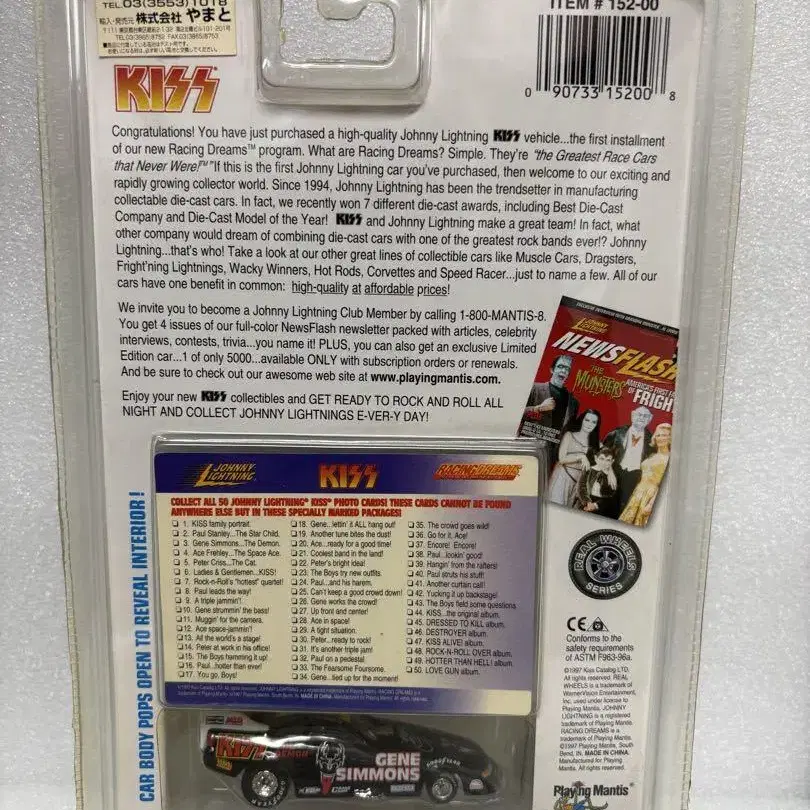 TEL.03(3553)1018
輸入・発売元 株式会社 やまと
ITEM # 152-00
0 90733 15200 8
KISS
Congratulations! You have just purchased a high-quality Johnny Lightning KISS vehicle...the first installment
of our new Racing Dreams™ program. What are Racing Dreams? Simple. They're "the Greatest Race Cars
that Never Were!™" If this is the first Johnny Lightning car you've purchased, then welcome to our exciting and
rapidly growing collector world. Since 1994, Johnny Lightning has been the trendsetter in manufacturing
collectable die-cast cars. In fact, we recently won 7 different die-cast awards, including Best Die-Cast
Company and Die-Cast Model of the Year! KISS and Johnny Lightning make a great team! In fact, what
other company would dream of combining die-cast cars with one of the greatest rock bands ever!? Johnny
Lightning...that's who! Take a look at our other great lines of collectible cars like Muscle Cars, Dragsters,
Fright'ning Lightnings, Wacky Winners, Hot Rods, Corvettes and Speed Racer...just to name a few. All of our
cars have one benefit in common: high-quality at affordable prices!
We invite you to become a Johnny Lightning Club Member by calling 1-800-MANTIS-8.
You get 4 issues of our full-color NewsFlash newsletter packed with articles, celebrity
interviews, contests, trivia...you name it! PLUS, you can also get an exclusive Limited
Edition car...1 of only 5000...available ONLY with subscription orders or renewals.
And be sure to check out our awesome web site at www.playingmantis.com.
Enjoy your new KISS collectibles and GET READY TO ROCK AND ROLL ALL
NIGHT AND COLLECT JOHNNY LIGHTNINGS E-VER-Y DAY!
JOHNNY LIGHTNING
NEWSFLASH
THE MUNSTERS
AMERICA'S FIRST
OF FRIGH
CAR BODY POPS OPEN TO REVEAL INTERIOR!
JOHNNY LIGHTNING
KISS
RACING DREAMS
COLLECT ALL 50 JOHNNY LIGHTNING® KISS® PHOTO CARDS! THESE CARDS CANNOT BE FOUND
ANYWHERE ELSE BUT IN THESE SPECIALLY MARKED PACKAGES!
1. KISS family portrait.
2. Paul Stanley...The Star Child.
3. Gene Simmons...The Demon.
4. Ace Frehley...The Space Ace.
5. Peter Criss...The Cat.
6. Ladies & Gentlemen...KISS!
7. Rock-n-Roll's "hottest" quartet!
8. Paul leads the way!
9. A triple jammin'!
10. Gene strummin' the bass!
11. Muggin' for the camera.
12. Ace space-jammin'!
13. All the world's a stage!
14. Peter at work in his office!
15. The Boys hamming it up!
16. Paul...hotter than ever!
17. You go, Boys!
18. Gene...lettin' it ALL hang out!
19. Another tune bites the dust!
20. Ace...ready for a good time!
21. Coolest band in the land!
22. Peter's bright idea!
23. The Boys try new outfits.
24. Paul...and his harem.
25. Can't keep a good crowd down!
26. Gene works the crowd!
27. Up front and center!
28. Ace in space!
29. A tight situation.
30. Peter...ready to rock!
31. It's another triple jam!
32. Paul on a pedestal.
33. The Fearsome Foursome.
34. Gene...tied up for the moment!
35. The crowd goes wild!
36. Go for it, Ace!
37. Encore! Encore!
38. Paul...lookin' good!
39. Hangin' from the rafters!
40. Paul struts his stuff!
41. Another curtain call!
42. Yucking it up backstage!
43. The Boys field some questions.
44. KISS...the original album.
45. DRESSED TO KILL album.
46. DESTROYER album.
47. KISS ALIVE! album.
48. ROCK-N-ROLL OVER album.
49. HOTTER THAN HELL! album.
50. LOVE GUN album.
REAL WHEELS
SERIES
CE
Conforms to the
safety requirements
of ASTM F963-96a.
©1997 Kiss Catalog LTD.
All rights reserved. REAL
WHEELS is a trademark of
WarnerVision Entertainment,
Inc. used under license to
Playing Mantis. JOHNNY
LIGHTNING is a registered
trademark of Playing Mantis.
RACING DREAMS is a
trademark of Playing Mantis.
©1997 Playing Mantis, South
Bend, IN. MADE IN CHINA.
Manufactured for Playing
Mantis. All rights reserved.
Playing Mantis
KISS
GENE
SIMMONS
GOODYEAR